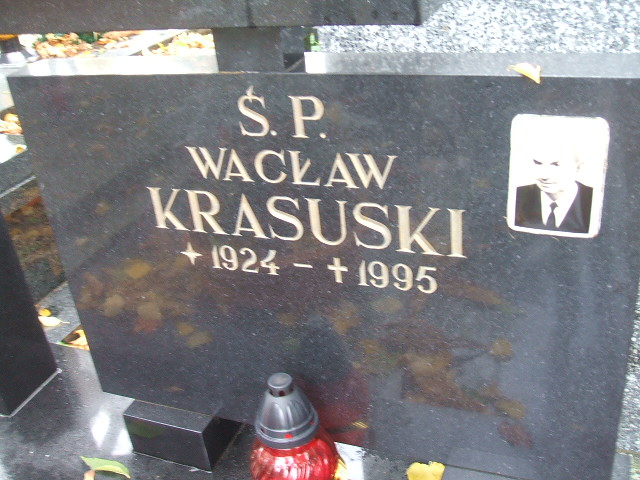 Ś. P.
WACŁAW
KRASUSKI
✦ 1924 – ✝ 1995